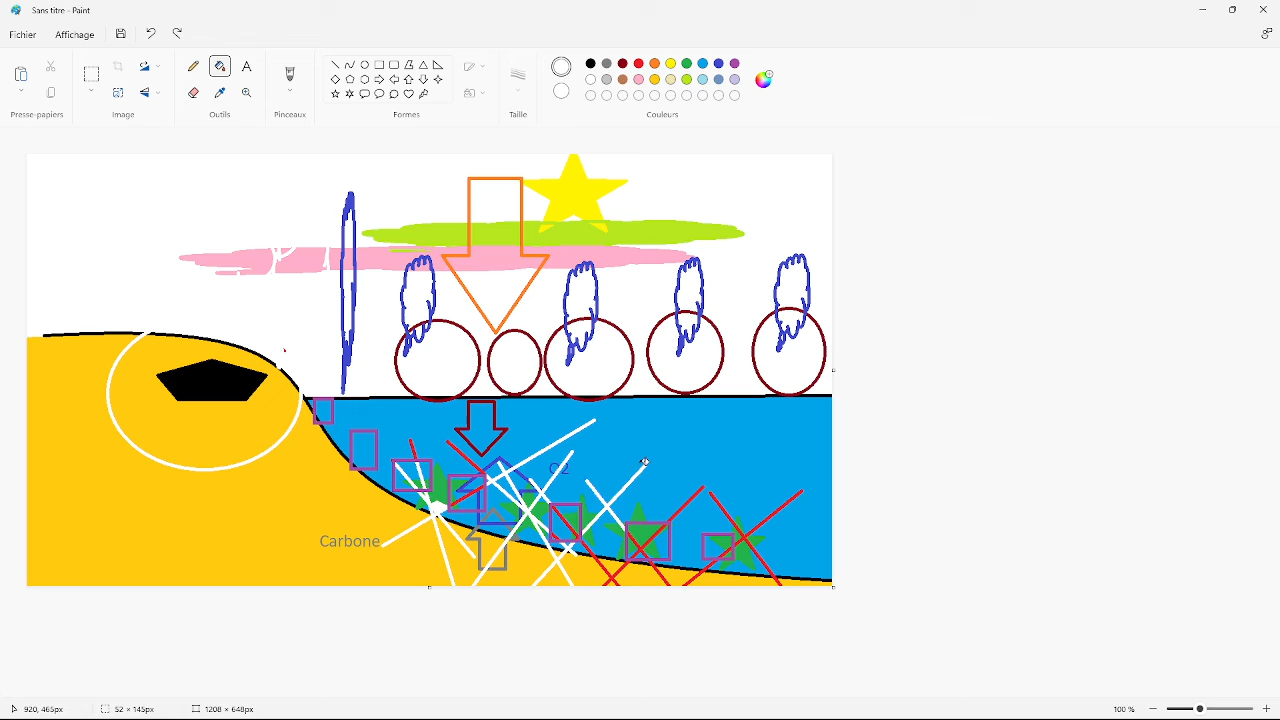 Sans titre - Paint
Fichier
Affichage
Presse-papiers
Image
Outils
Pinceaux
Formes
Taille
Couleurs
O2
Carbone
920, 465px
52 × 145px
1208 × 648px
100 %